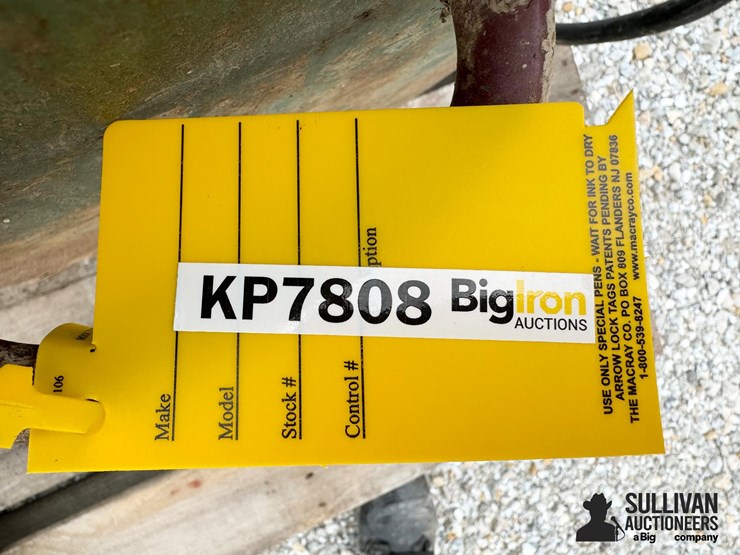 KP7808 BigIron
AUCTIONS
Make
Model
Stock #
Control #
ption
USE ONLY SPECIAL PENS - WAIT FOR INK TO DRY
ARROW LOCK TAGS PATENTS PENDING BY
THE MACRAY CO. PO BOX 809 FLANDERS NJ 07836
1-800-539-8247 www.macrayco.com
106
SULLIVAN
AUCTIONEERS
a Big company